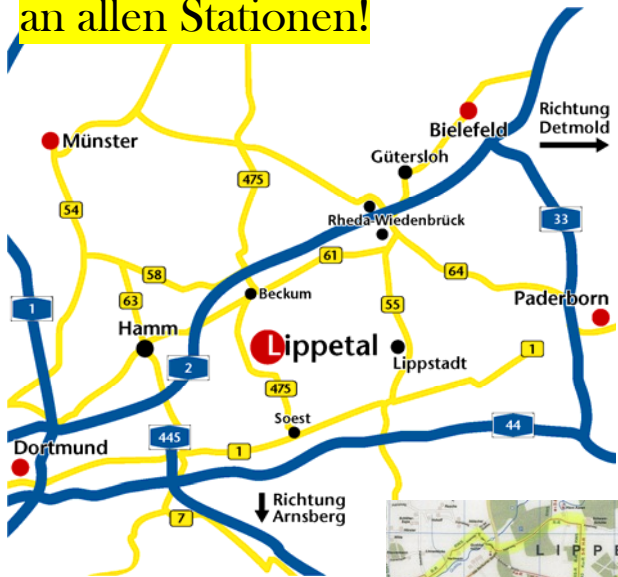 an allen Stationen!
Münster
Bielefeld
Richtung
Detmold
Gütersloh
475
54
Rheda-Wiedenbrück
33
61
58
64
63
Beckum
55
Paderborn
1
Hamm
Lippetal
1
2
Lippstadt
475
Soest
44
445
Dortmund
1
Richtung
Arnsberg
7
LIPPE